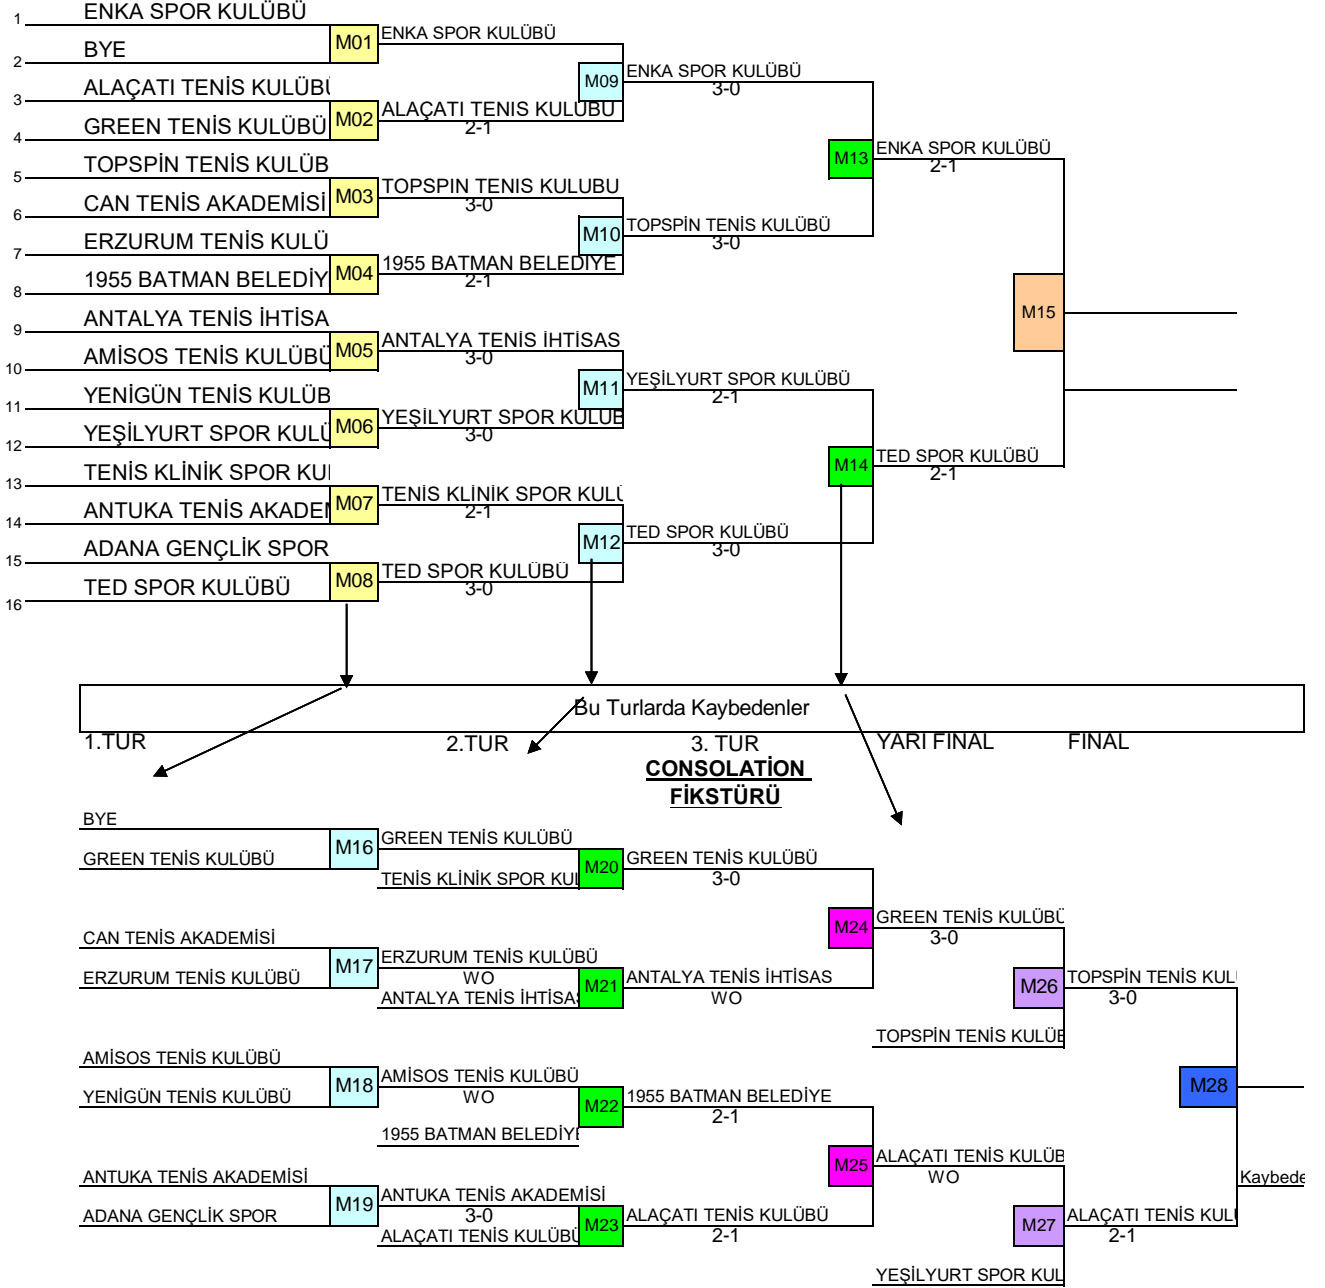 1 ENKA SPOR KULÜBÜ
M01 ENKA SPOR KULÜBÜ
2 BYE
M09 ENKA SPOR KULÜBÜ
3-0
3 ALAÇATI TENİS KULÜBÜ
M02 ALAÇATI TENİS KULÜBÜ
2-1
4 GREEN TENİS KULÜBÜ
M13 ENKA SPOR KULÜBÜ
2-1
5 TOPSPİN TENİS KULÜB
M03 TOPSPİN TENİS KULÜBÜ
3-0
6 CAN TENİS AKADEMİSİ
M10 TOPSPİN TENİS KULÜBÜ
3-0
7 ERZURUM TENİS KULÜ
M04 1955 BATMAN BELEDİYE
2-1
8 1955 BATMAN BELEDİY
M15
9 ANTALYA TENİS İHTİSA
M05 ANTALYA TENİS İHTİSAS
3-0
10 AMİSOS TENİS KULÜBÜ
M11 YEŞİLYURT SPOR KULÜBÜ
2-1
11 YENİGÜN TENİS KULÜB
M06 YEŞİLYURT SPOR KULÜB
3-0
12 YEŞİLYURT SPOR KULÜ
M14 TED SPOR KULÜBÜ
2-1
13 TENİS KLİNİK SPOR KU
M07 TENİS KLİNİK SPOR KULÜ
2-1
14 ANTUKA TENİS AKADE
M12 TED SPOR KULÜBÜ
3-0
15 ADANA GENÇLİK SPOR
M08 TED SPOR KULÜBÜ
3-0
16 TED SPOR KULÜBÜ
Bu Turlarda Kaybedenler
1.TUR 2.TUR 3. TUR YARI FINAL FINAL
CONSOLATİON
FİKSTÜRÜ
BYE
M16 GREEN TENİS KULÜBÜ
GREEN TENİS KULÜBÜ
M20 GREEN TENİS KULÜBÜ
3-0
TENİS KLİNİK SPOR KUL
M24 GREEN TENİS KULÜBÜ
3-0
CAN TENİS AKADEMİSİ
M17 ERZURUM TENİS KULÜBÜ
WO
ERZURUM TENİS KULÜBÜ
M21 ANTALYA TENİS İHTİSAS
WO
ANTALYA TENİS İHTİSAS
M26 TOPSPİN TENİS KUL
3-0
TOPSPİN TENİS KULÜB
AMİSOS TENİS KULÜBÜ
M18 AMİSOS TENİS KULÜBÜ
WO
YENİGÜN TENİS KULÜBÜ
M28
M22 1955 BATMAN BELEDİYE
2-1
1955 BATMAN BELEDİYE
M25 ALAÇATI TENİS KULÜB
WO
ANTUKA TENİS AKADEMİSİ
Kaybede
M19 ANTUKA TENİS AKADEMİSİ
3-0
ADANA GENÇLİK SPOR
M23 ALAÇATI TENİS KULÜBÜ
2-1
ALAÇATI TENİS KULÜBÜ
M27 ALAÇATI TENİS KUL
2-1
YEŞİLYURT SPOR KUL